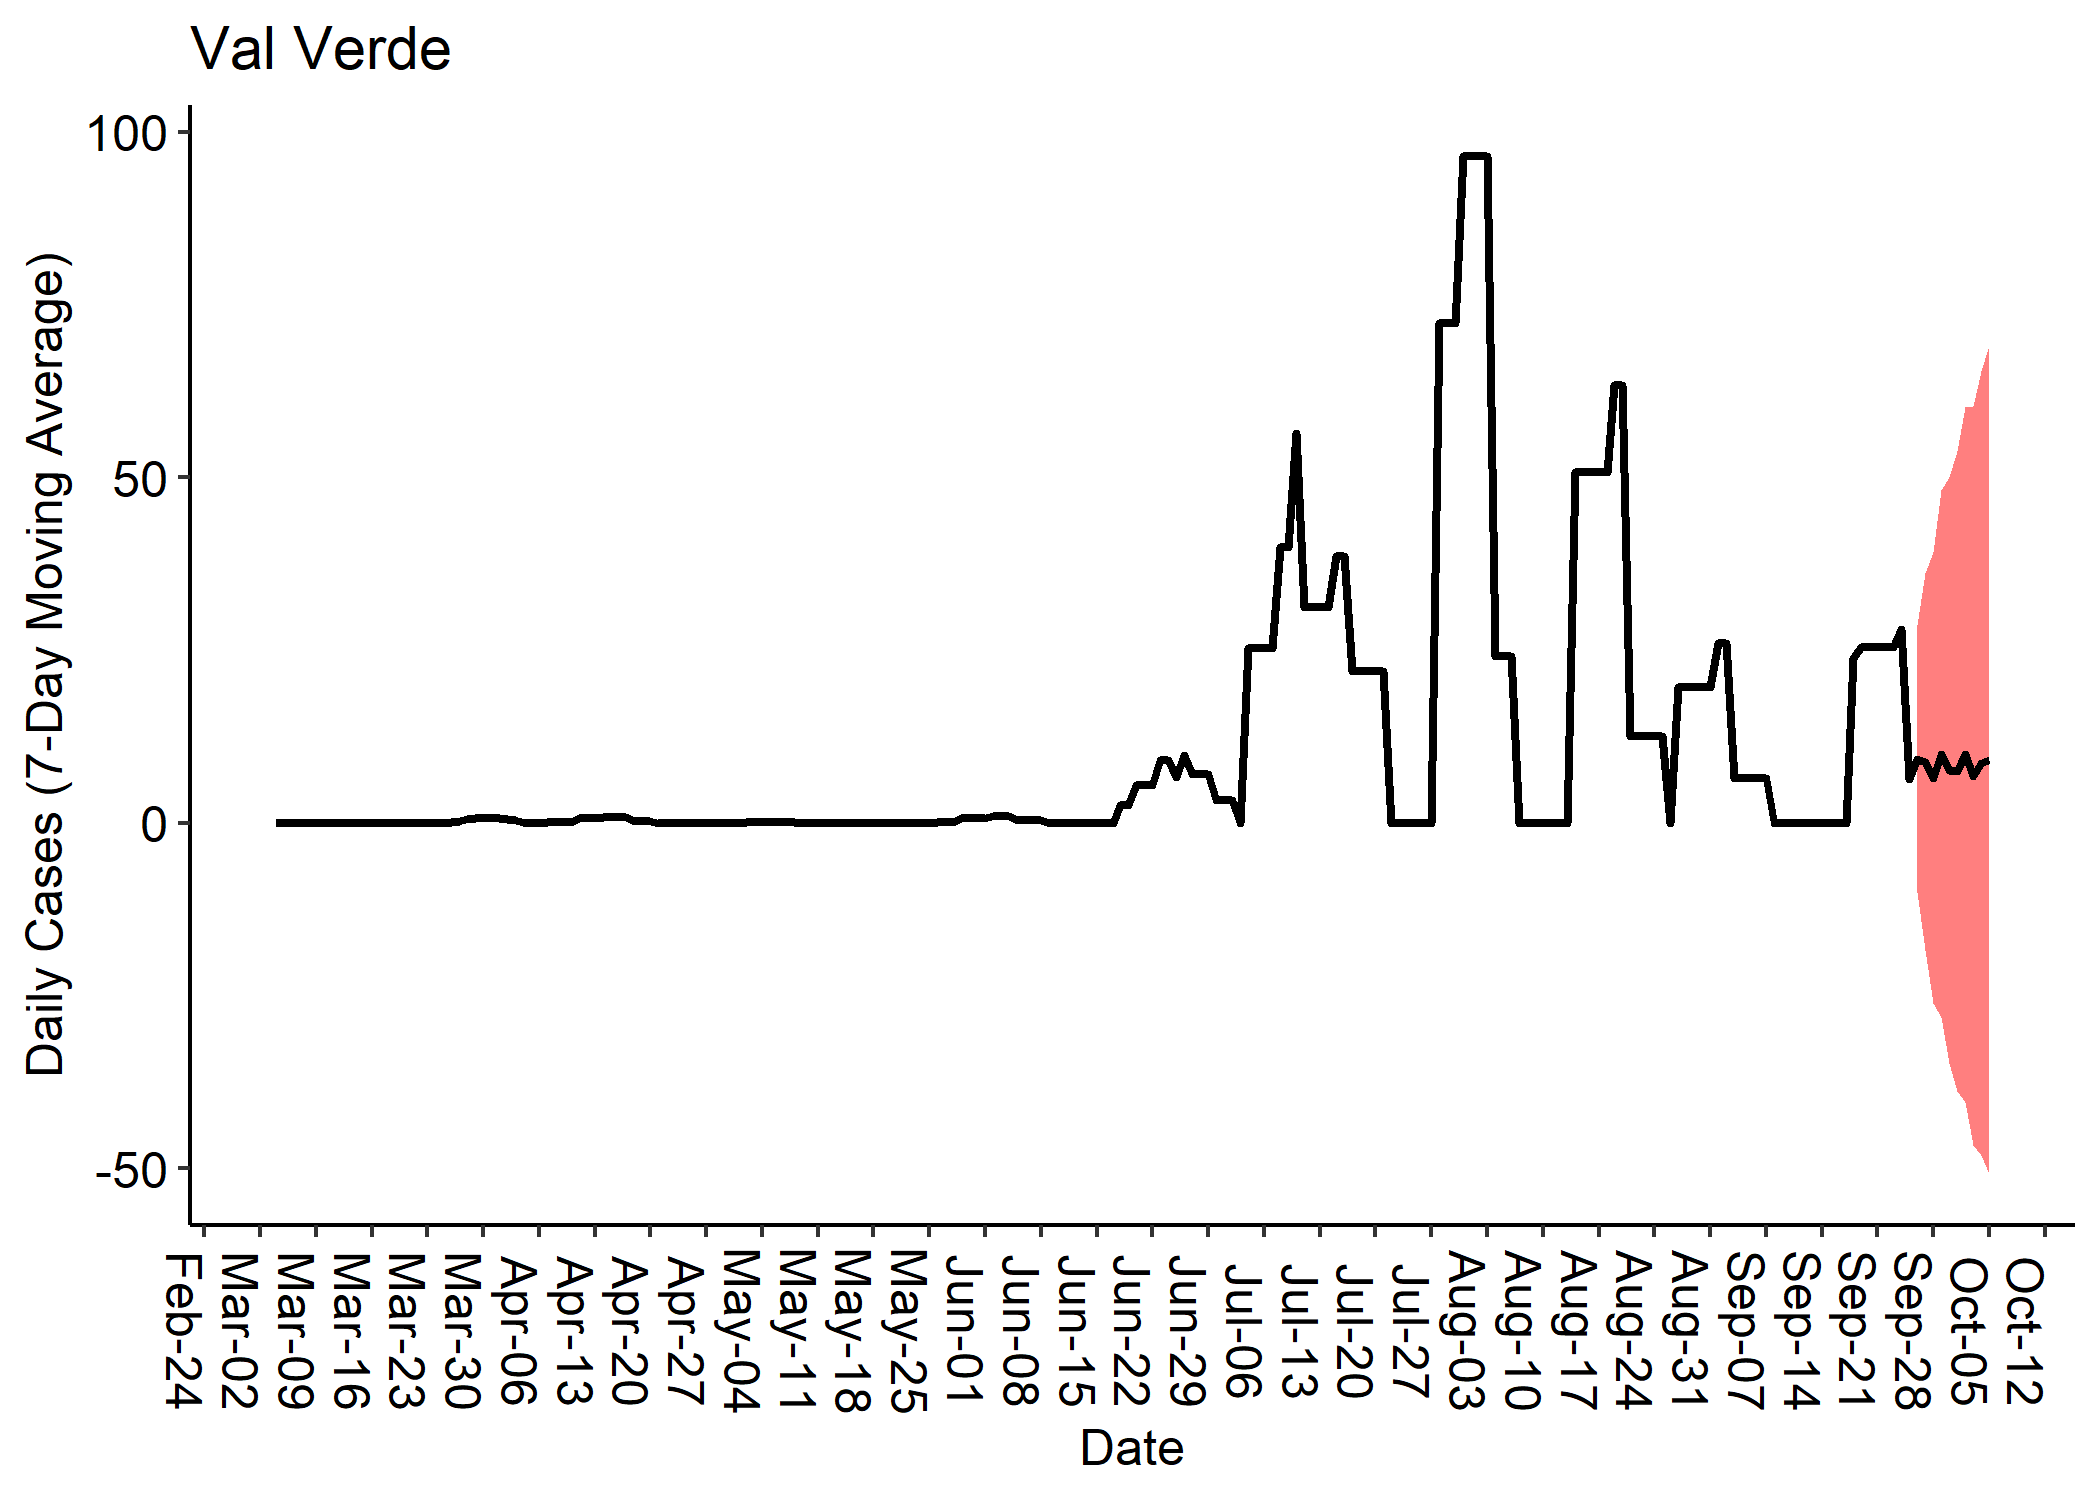 Val Verde
Daily Cases (7-Day Moving Average)
100
50
0
-50
Feb-24
Mar-02
Mar-09
Mar-16
Mar-23
Mar-30
Apr-06
Apr-13
Apr-20
Apr-27
May-04
May-11
May-18
May-25
Jun-01
Jun-08
Jun-15
Jun-22
Jun-29
Jul-06
Jul-13
Jul-20
Jul-27
Aug-03
Aug-10
Aug-17
Aug-24
Aug-31
Sep-07
Sep-14
Sep-21
Sep-28
Oct-05
Oct-12
Date